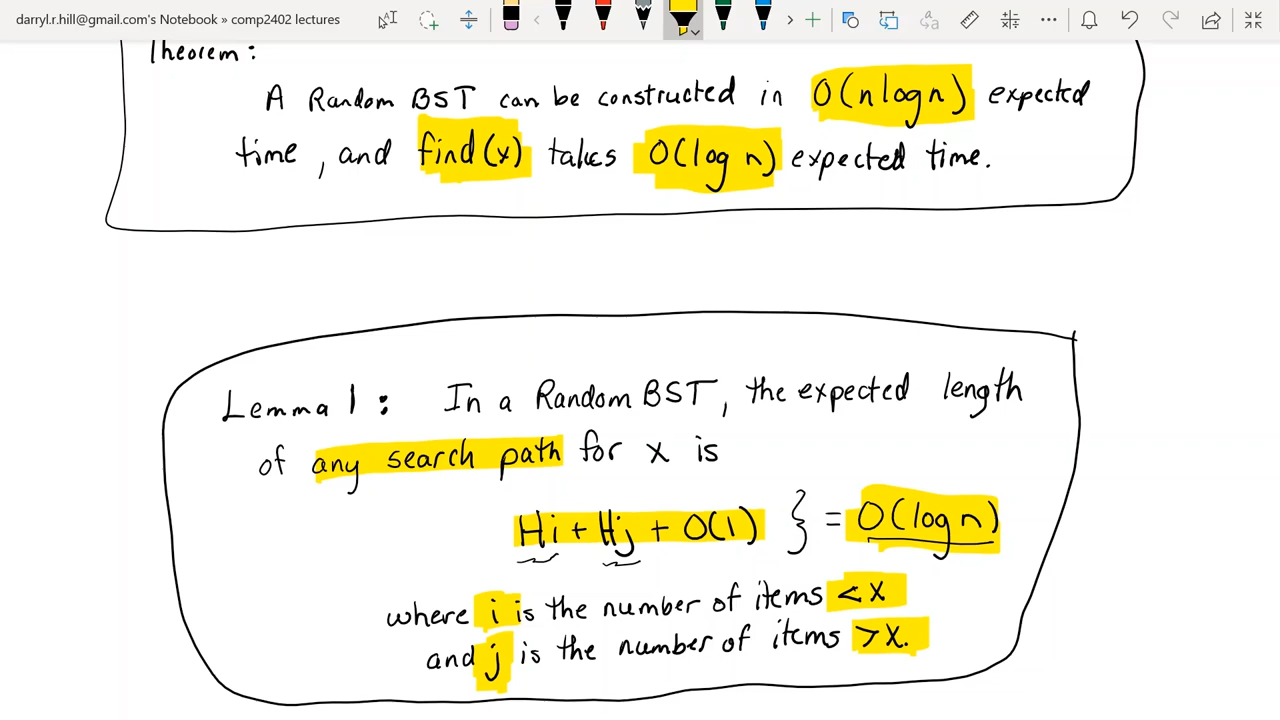 darryl.r.hill@gmail.com's Notebook » comp2402 lectures
Theorem:
A Random BST can be constructed in O(n log n) expected
time, and find(x) takes O(log n) expected time.
Lemma 1: In a Random BST, the expected length
of any search path for x is
Hi + Hj + O(1) } = O(log n)
where i is the number of items < x
and j is the number of items > x.